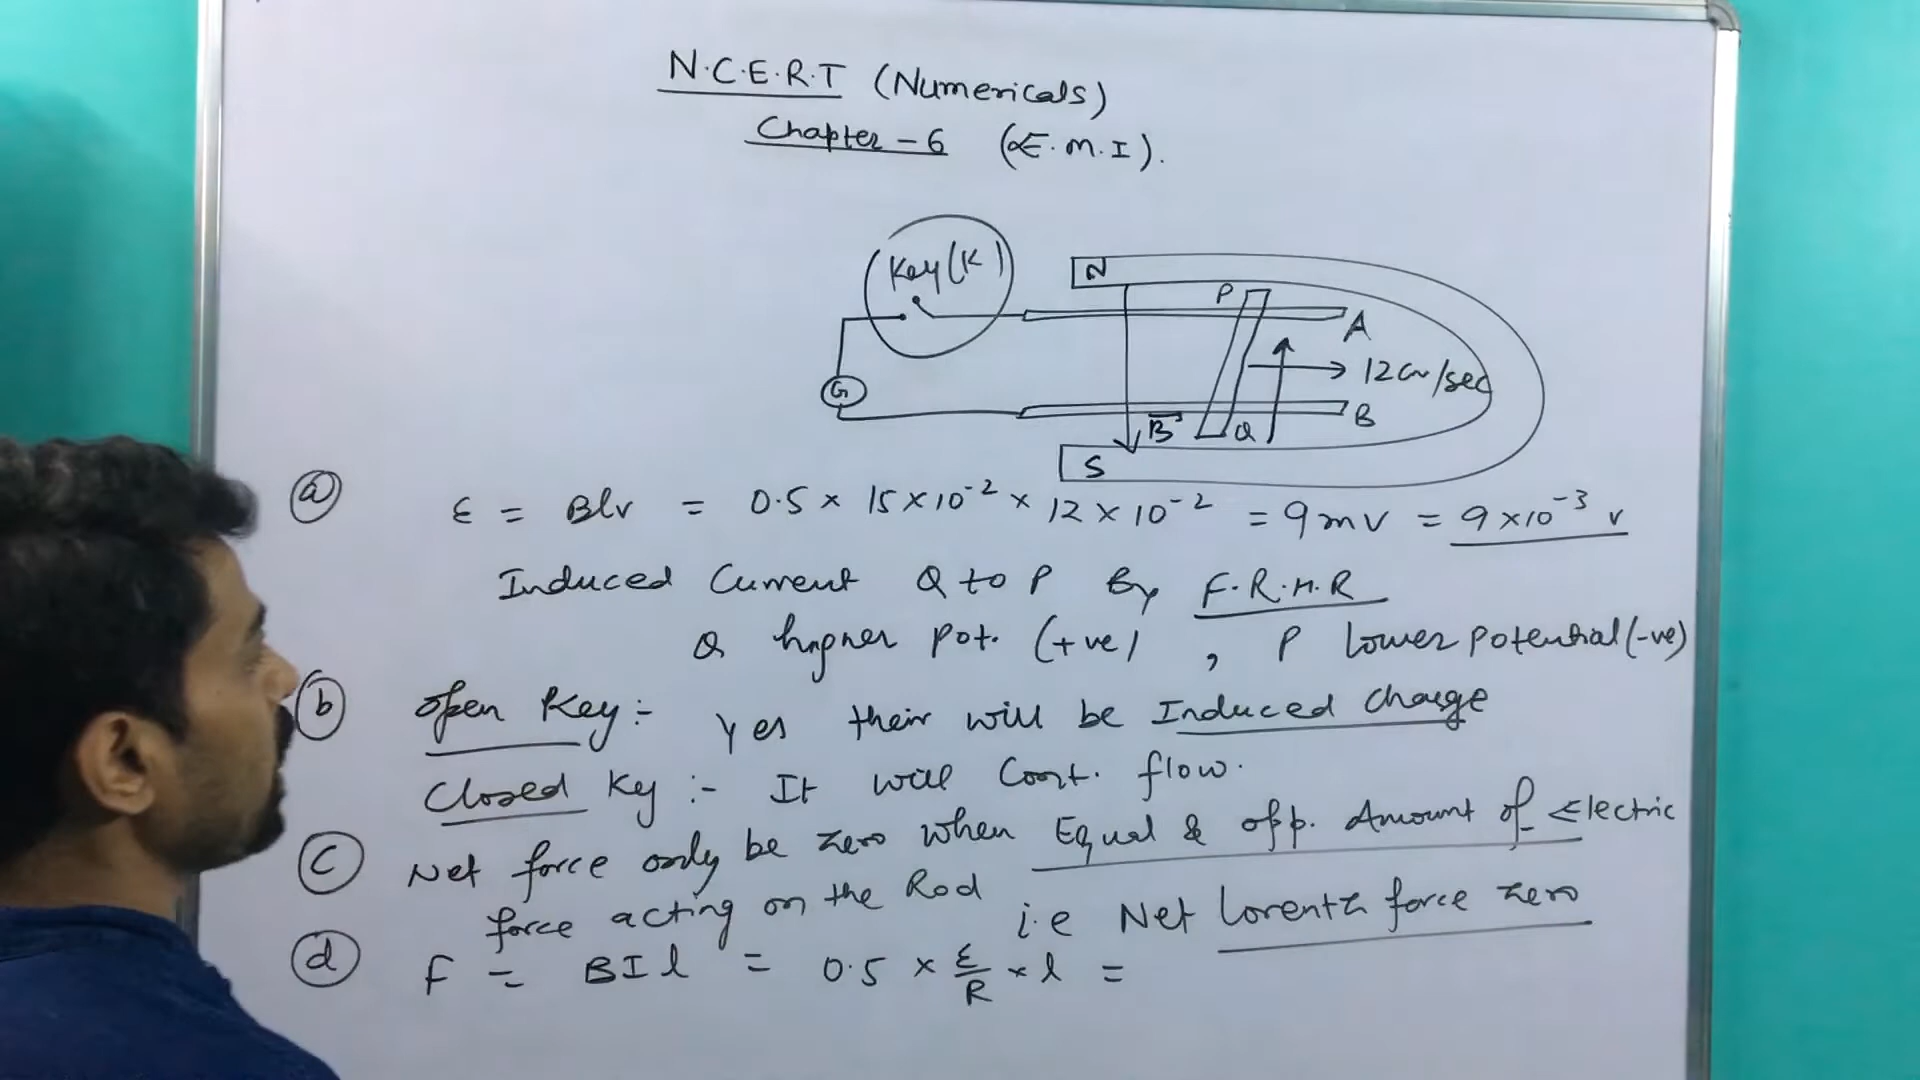 N.C.E.R.T (Numericals)
Chapter - 6 (E.M.I).
Key (K)
N
P
A
G
12 cm/sec
B
B
Q
S
(a) ε = Blv = 0.5 × 15×10⁻² × 12×10⁻² = 9mV = 9×10⁻³ v
Induced Current Q to P By F.R.H.R
Q higher pot. (+ve) , P lower potential (-ve)
(b) Open Key :- Yes their will be Induced Charge
Closed Key :- It will Cont. flow.
(c) Net force only be zero when Equal & opp. Amount of Electric
force acting on the Rod i.e Net Lorentz force zero
(d) F = BIl = 0.5 × ε/R × l =